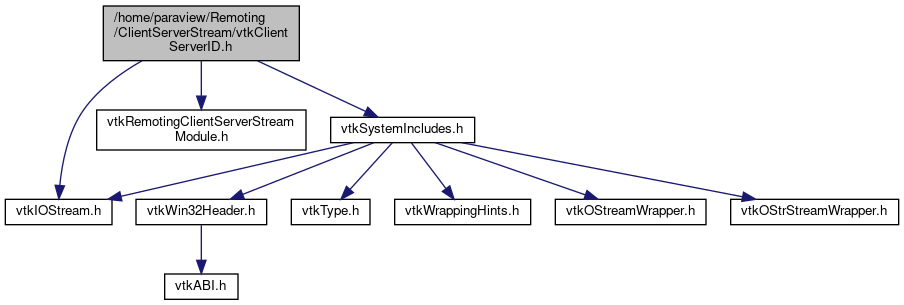 /home/paraview/Remoting
/ClientServerStream/vtkClient
ServerID.h
vtkRemotingClientServerStream
Module.h
vtkSystemIncludes.h
vtkIOStream.h
vtkWin32Header.h
vtkType.h
vtkWrappingHints.h
vtkOStreamWrapper.h
vtkOStrStreamWrapper.h
vtkABI.h